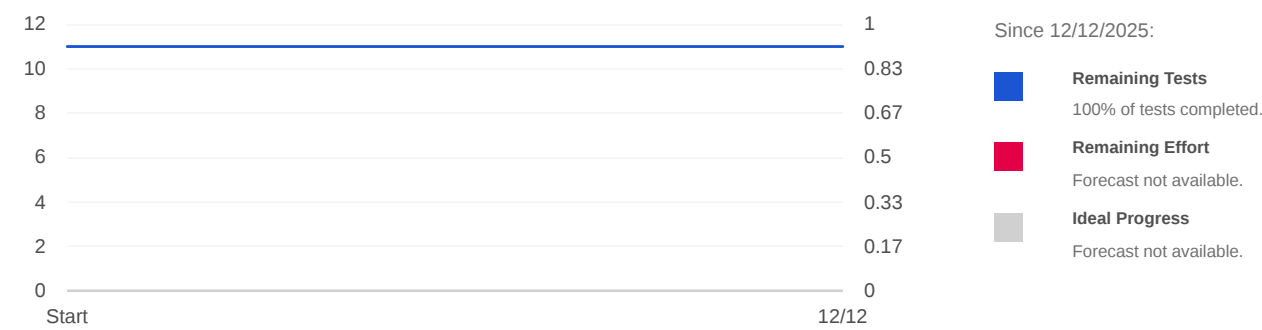 12
10
8
6
4
2
0
Start
12/12
1
0.83
0.67
0.5
0.33
0.17
0
Since 12/12/2025:
Remaining Tests
100% of tests completed.
Remaining Effort
Forecast not available.
Ideal Progress
Forecast not available.